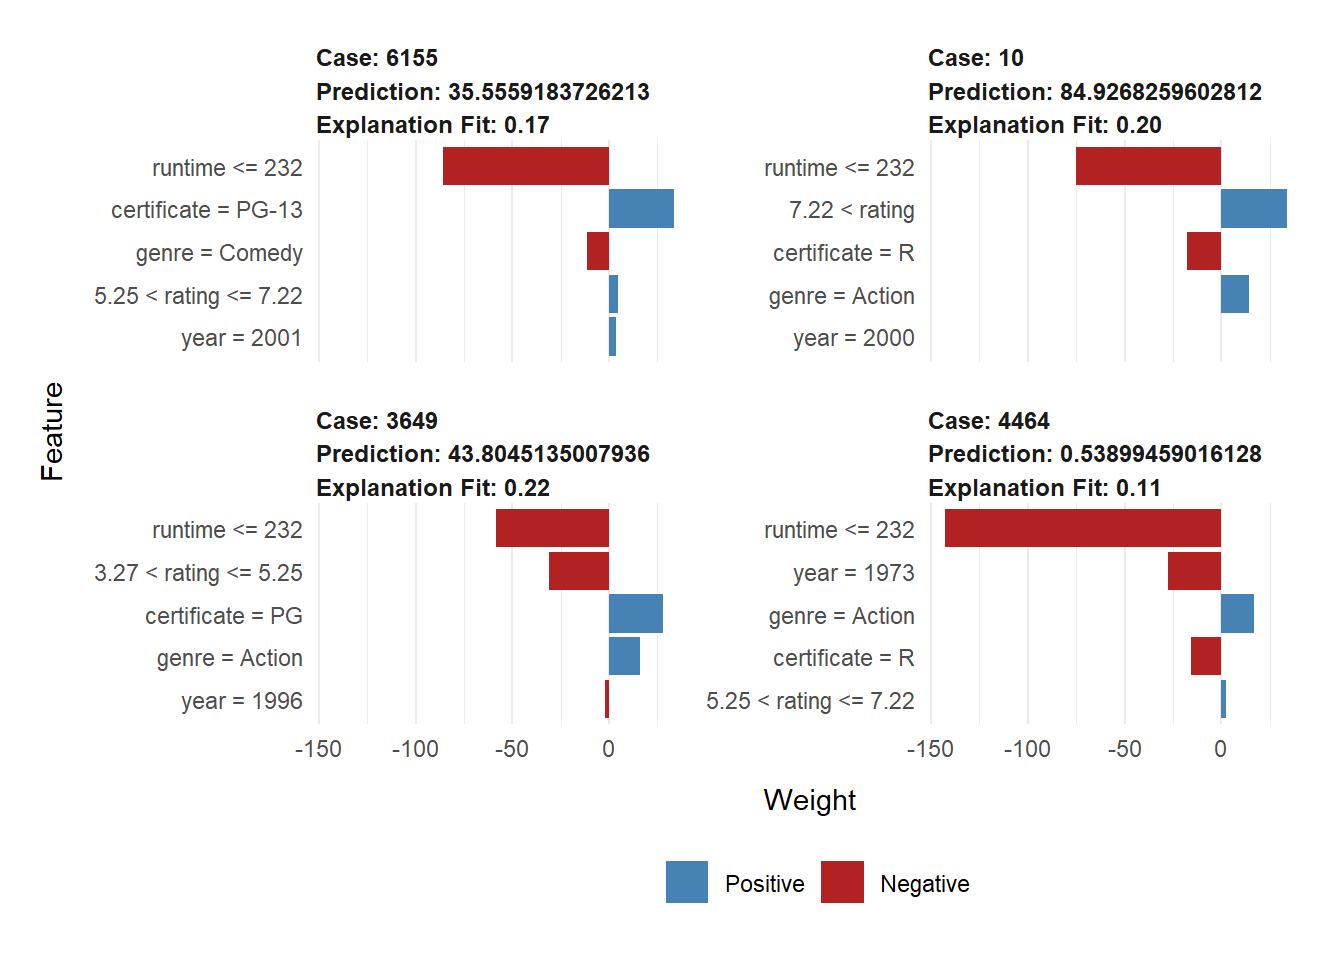 Case: 6155
Prediction: 35.5559183726213
Explanation Fit: 0.17
runtime <= 232
certificate = PG-13
genre = Comedy
5.25 < rating <= 7.22
year = 2001
Case: 10
Prediction: 84.9268259602812
Explanation Fit: 0.20
runtime <= 232
7.22 < rating
certificate = R
genre = Action
year = 2000
Feature
Case: 3649
Prediction: 43.8045135007936
Explanation Fit: 0.22
runtime <= 232
3.27 < rating <= 5.25
certificate = PG
genre = Action
year = 1996
-150 -100 -50 0
Case: 4464
Prediction: 0.53899459016128
Explanation Fit: 0.11
runtime <= 232
year = 1973
genre = Action
certificate = R
5.25 < rating <= 7.22
-150 -100 -50 0
Weight
Positive Negative